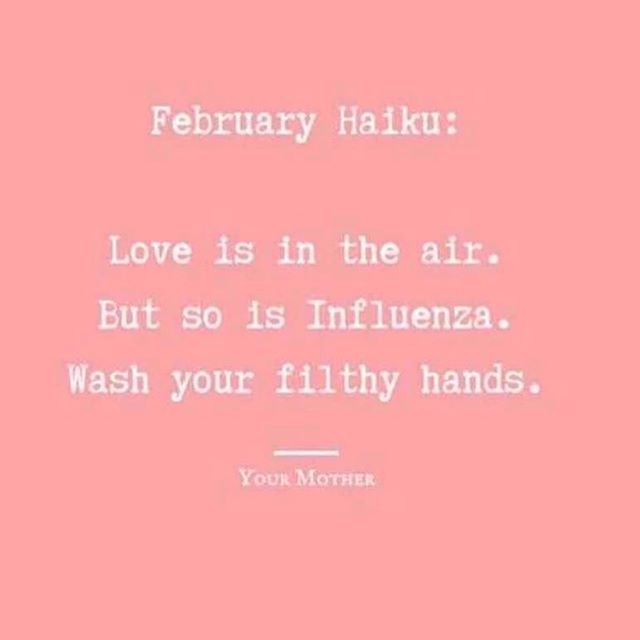 February Haiku:
Love is in the air.
But so is Influenza.
Wash your filthy hands.
Your Mother